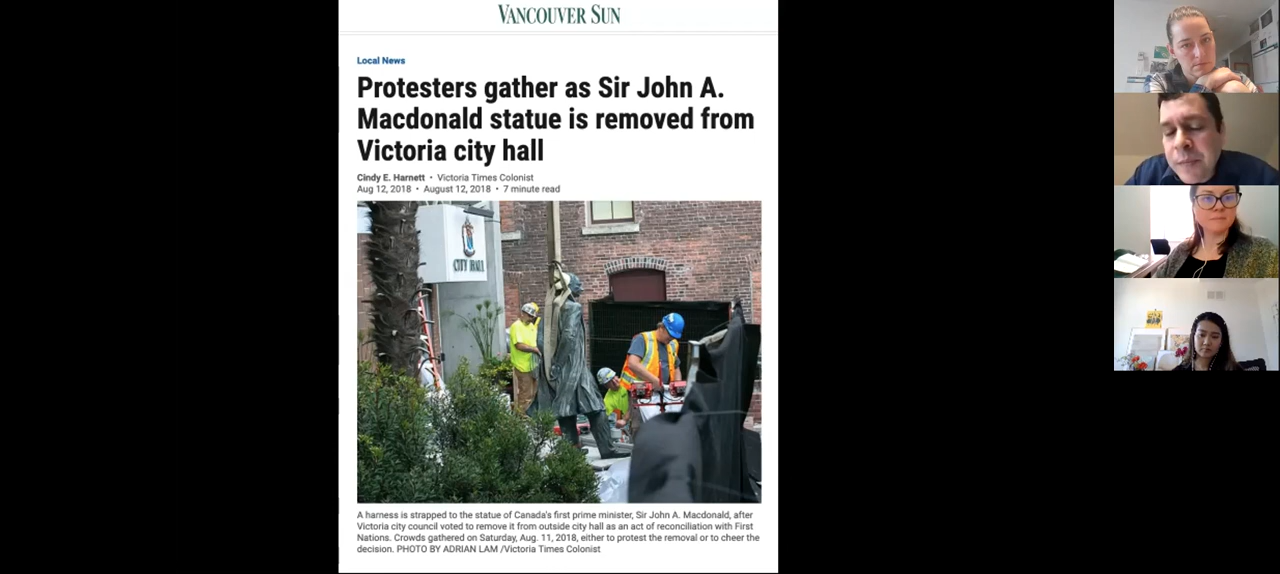 VANCOUVER SUN
Local News
Protesters gather as Sir John A.
Macdonald statue is removed from
Victoria city hall
Cindy E. Harnett • Victoria Times Colonist
Aug 12, 2018 • August 12, 2018 • 7 minute read
CITY HALL
A harness is strapped to the statue of Canada's first prime minister, Sir John A. Macdonald, after
Victoria city council voted to remove it from outside city hall as an act of reconciliation with First
Nations. Crowds gathered on Saturday, Aug. 11, 2018, either to protest the removal or to cheer the
decision. PHOTO BY ADRIAN LAM /Victoria Times Colonist